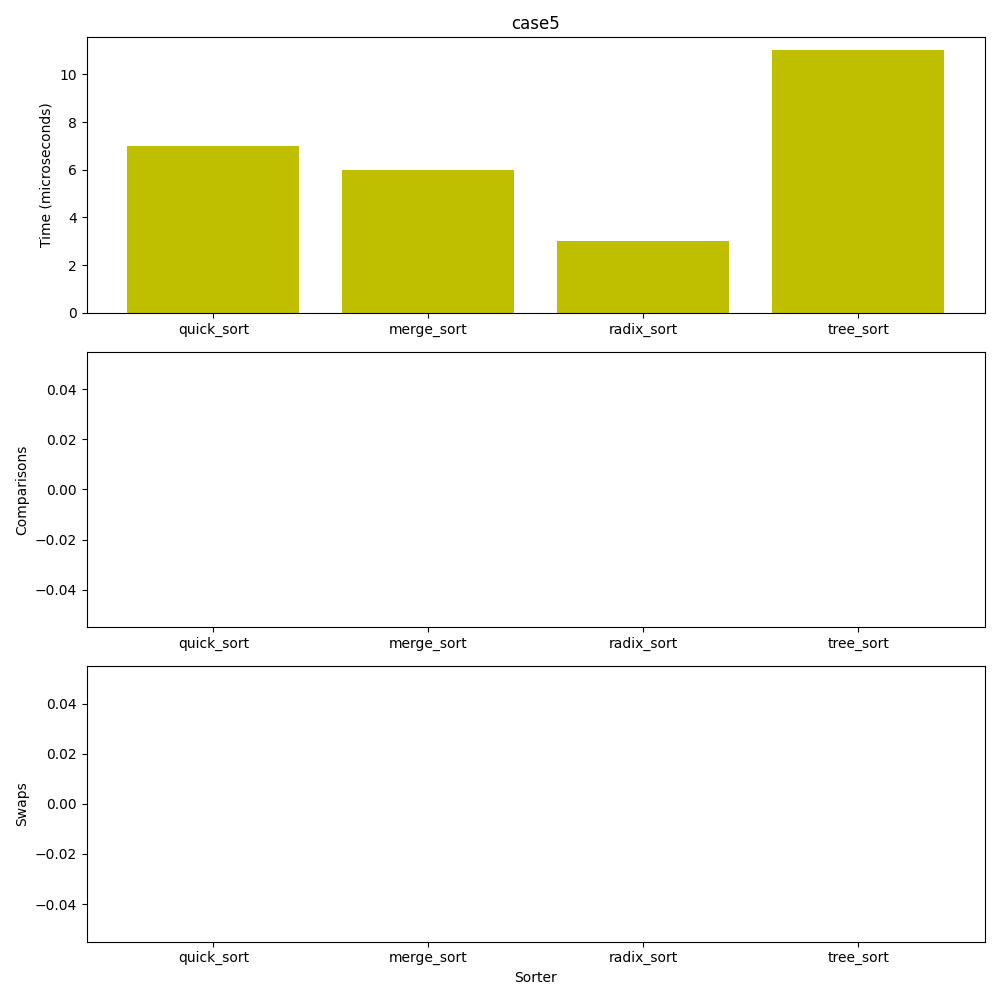 case5
Time (microseconds)
10
8
6
4
2
0
quick_sort merge_sort radix_sort tree_sort
Comparisons
0.04
0.02
0.00
−0.02
−0.04
quick_sort merge_sort radix_sort tree_sort
Swaps
0.04
0.02
0.00
−0.02
−0.04
quick_sort merge_sort radix_sort tree_sort
Sorter